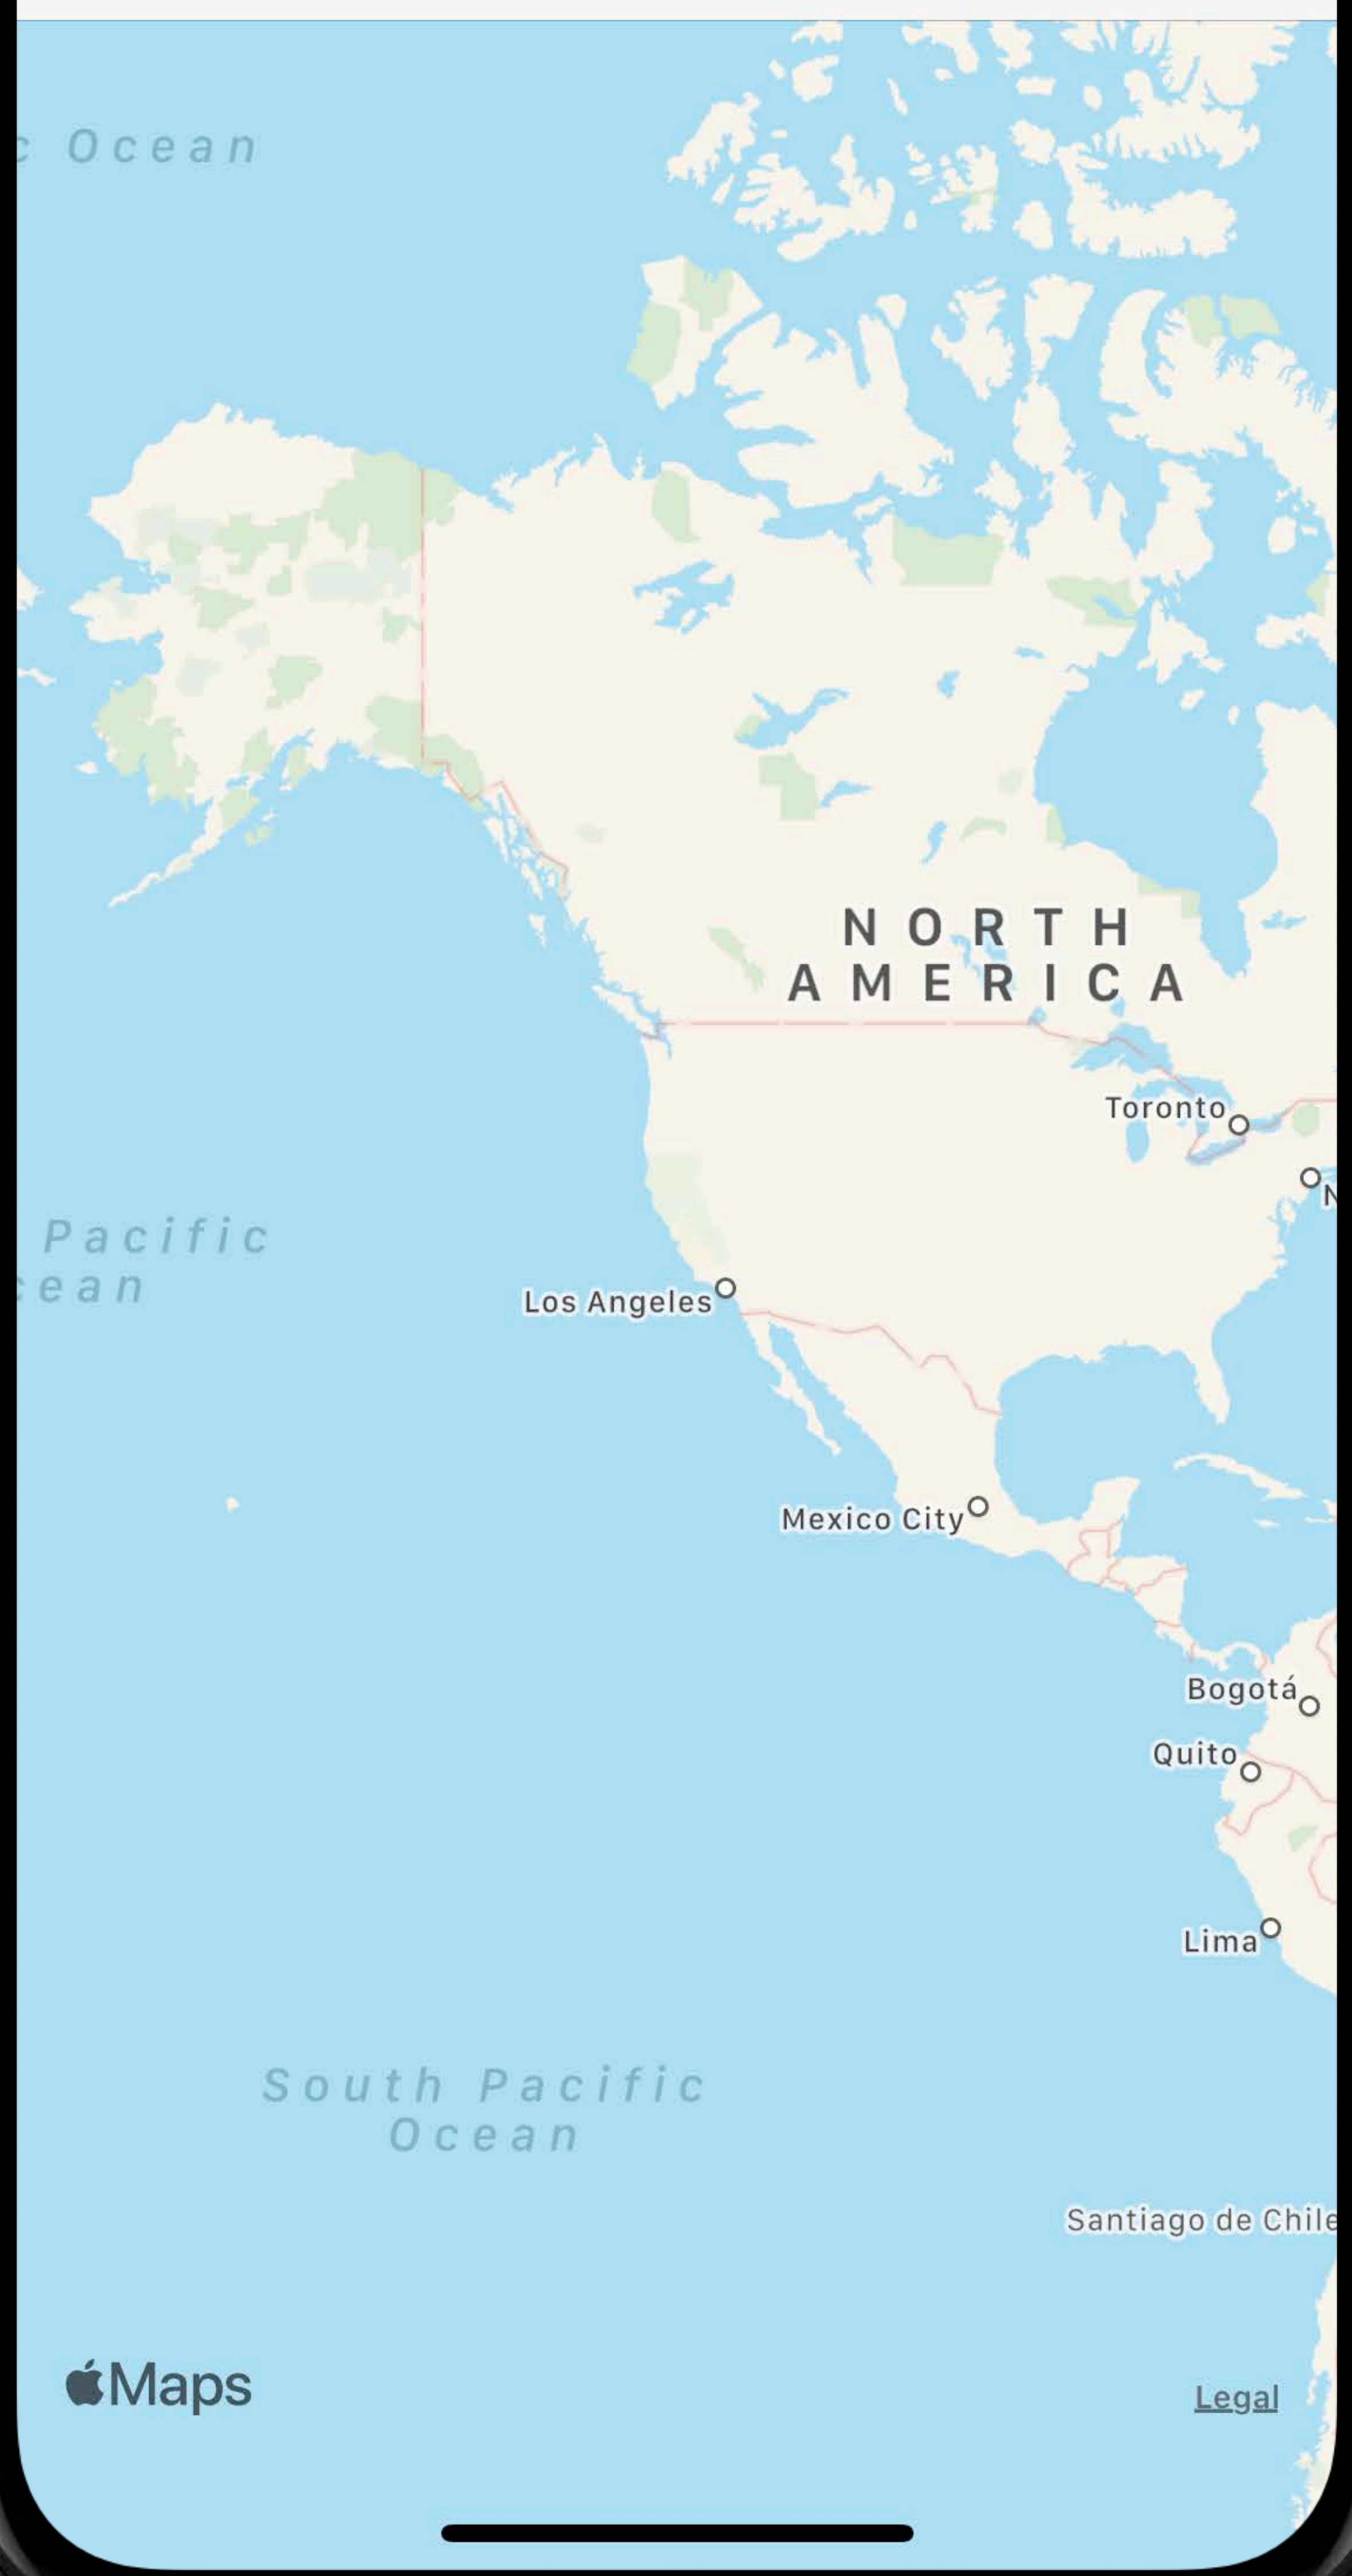 c Ocean
NORTH
AMERICA
Toronto
N
Pacific
cean
Los Angeles
Mexico City
Bogotá
Quito
Lima
South Pacific
Ocean
Santiago de Chile
Maps
Legal